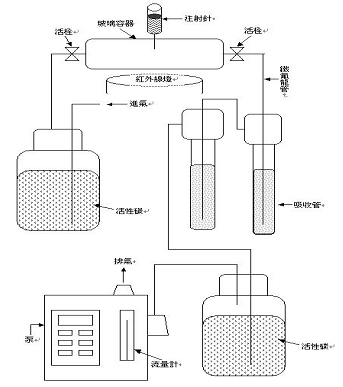 玻璃容器↵
注射針↵
活栓↵
活栓↵
紅外線燈↵
鐵氟龍管↵
進氣↵
活性碳↵
吸收管↵
排氣↵
泵↵
流量計↵
活性碳↵